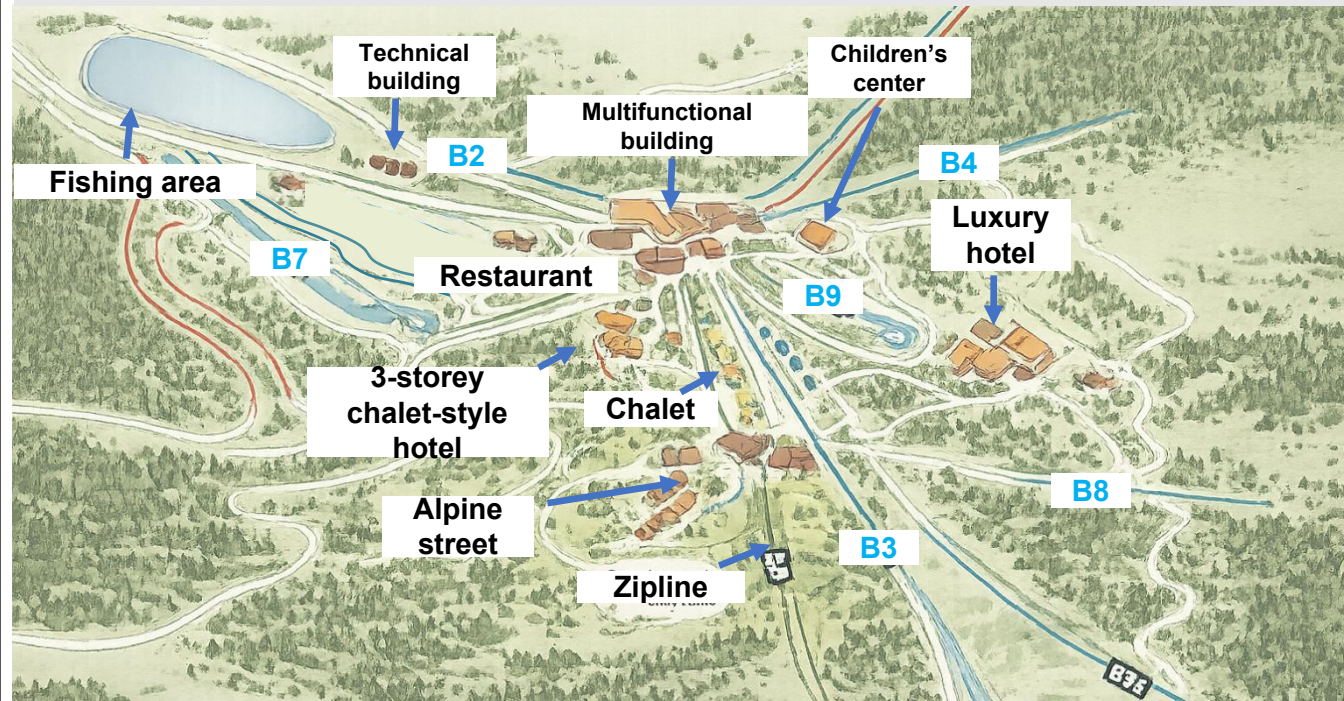 Technical
building
Children's
center
Multifunctional
building
B2
B4
Fishing area
Luxury
hotel
B7
Restaurant
B9
3-storey
chalet-style
hotel
Chalet
B8
Alpine
street
B3
Zipline